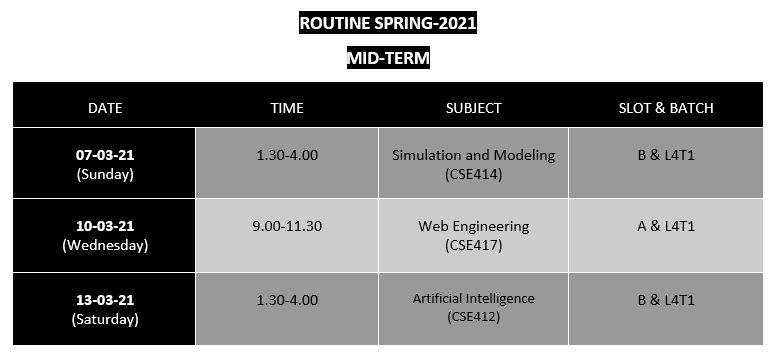 ROUTINE SPRING-2021
MID-TERM
DATE TIME SUBJECT SLOT & BATCH
07-03-21 1.30-4.00 Simulation and Modeling B & L4T1
(Sunday) (CSE414)
10-03-21 9.00-11.30 Web Engineering A & L4T1
(Wednesday) (CSE417)
13-03-21 1.30-4.00 Artificial Intelligence B & L4T1
(Saturday) (CSE412)